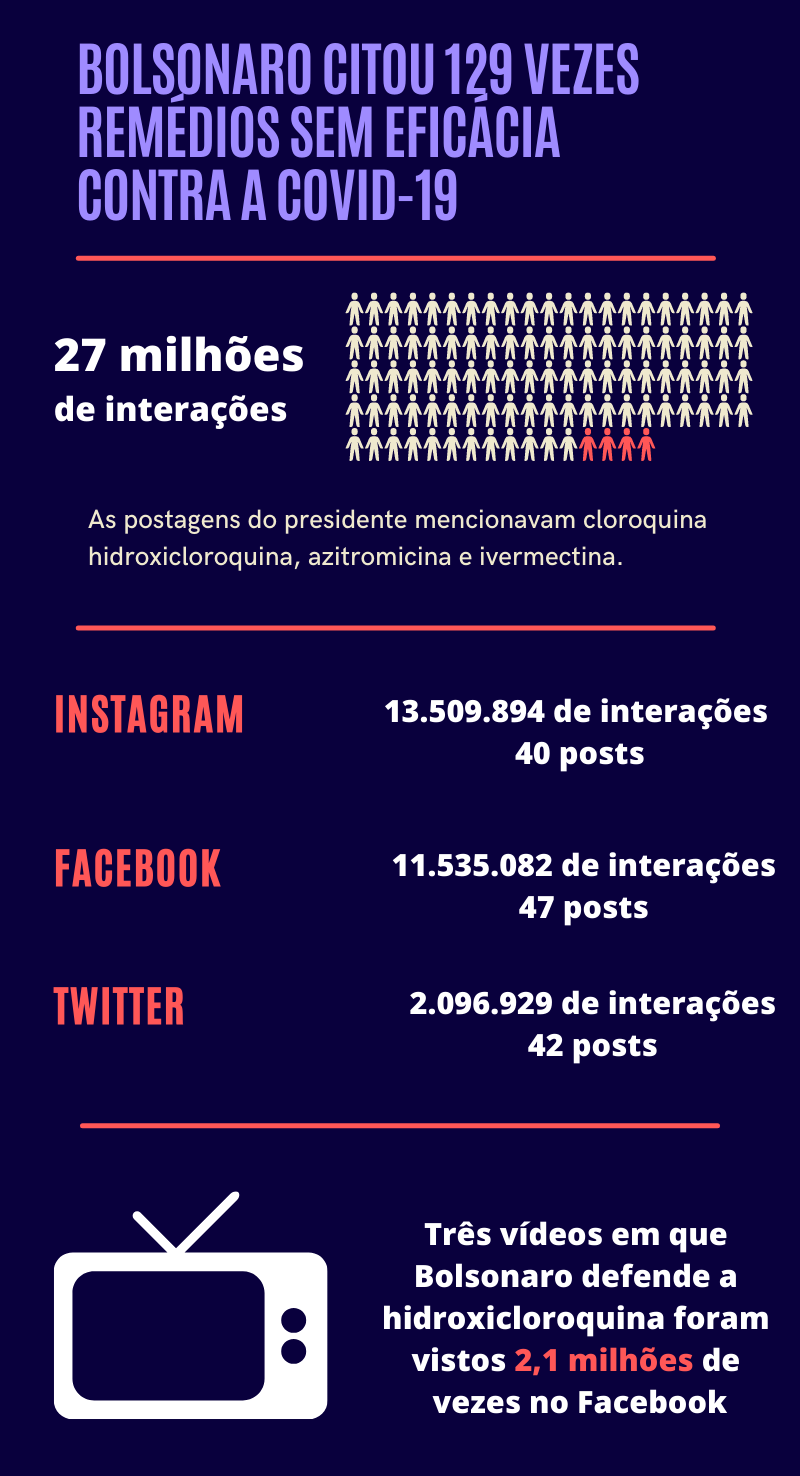 BOLSONARO CITOU 129 VEZES
REMÉDIOS SEM EFICÁCIA
CONTRA A COVID-19
27 milhões
de interações
As postagens do presidente mencionavam cloroquina
hidroxicloroquina, azitromicina e ivermectina.
INSTAGRAM
13.509.894 de interações
40 posts
FACEBOOK
11.535.082 de interações
47 posts
TWITTER
2.096.929 de interações
42 posts
Três vídeos em que
Bolsonaro defende a
hidroxicloroquina foram
vistos 2,1 milhões de
vezes no Facebook